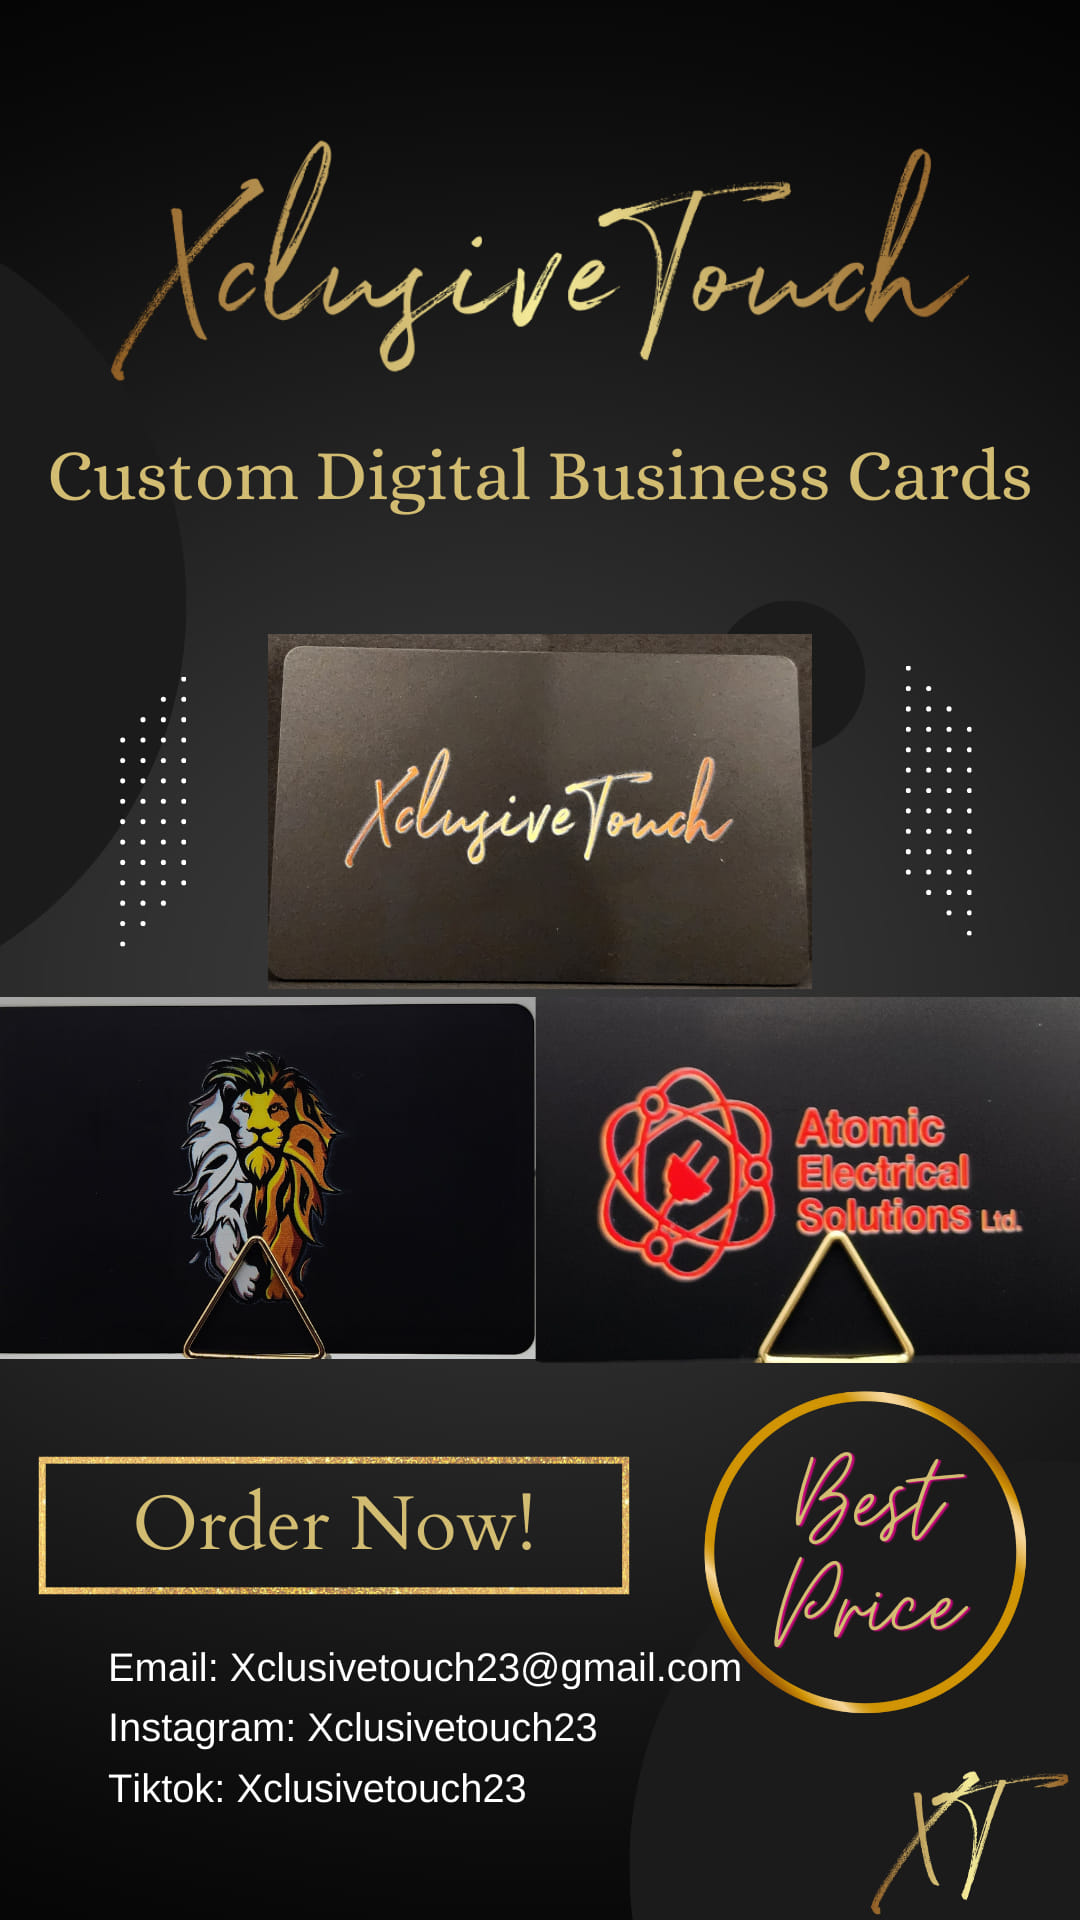 XclusiveTouch
Custom Digital Business Cards
XclusiveTouch
Atomic
Electrical
Solutions Ltd.
Order Now!
Best
Price
Email: Xclusivetouch23@gmail.com
Instagram: Xclusivetouch23
Tiktok: Xclusivetouch23
XT